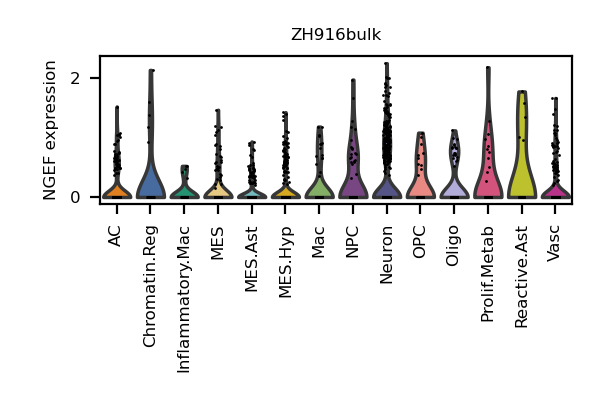 ZH916bulk
NGEF expression
2
0
AC
Chromatin.Reg
Inflammatory.Mac
MES
MES.Ast
MES.Hyp
Mac
NPC
Neuron
OPC
Oligo
Prolif.Metab
Reactive.Ast
Vasc